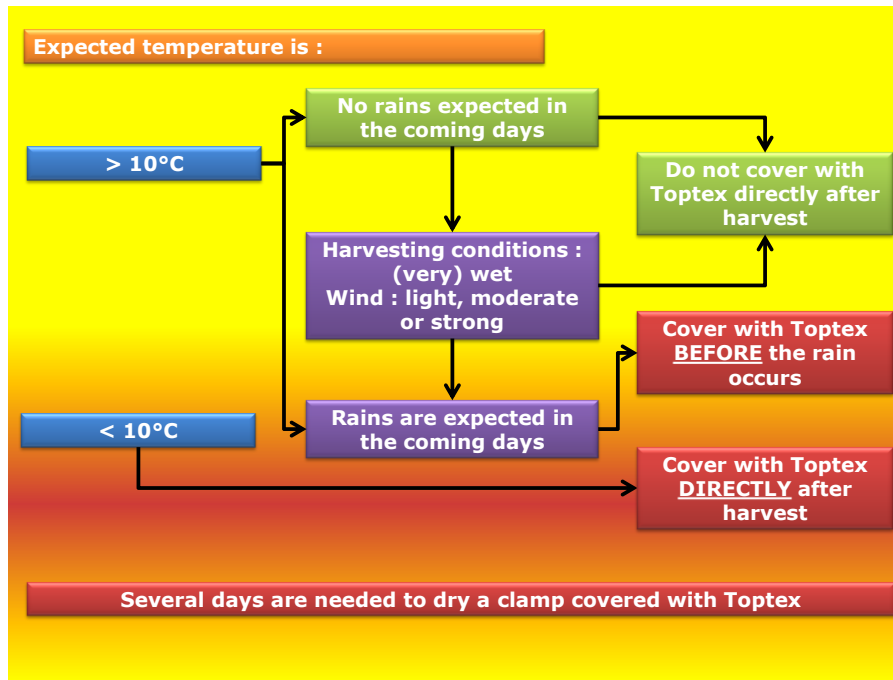 Expected temperature is :
No rains expected in
the coming days
> 10°C
Do not cover with
Toptex directly after
harvest
Harvesting conditions :
(very) wet
Wind : light, moderate
or strong
Cover with Toptex
BEFORE the rain
occurs
Rains are expected in
the coming days
< 10°C
Cover with Toptex
DIRECTLY after
harvest
Several days are needed to dry a clamp covered with Toptex